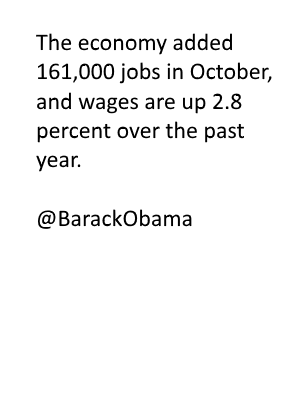 The economy added
161,000 jobs in October,
and wages are up 2.8
percent over the past
year.
@BarackObama